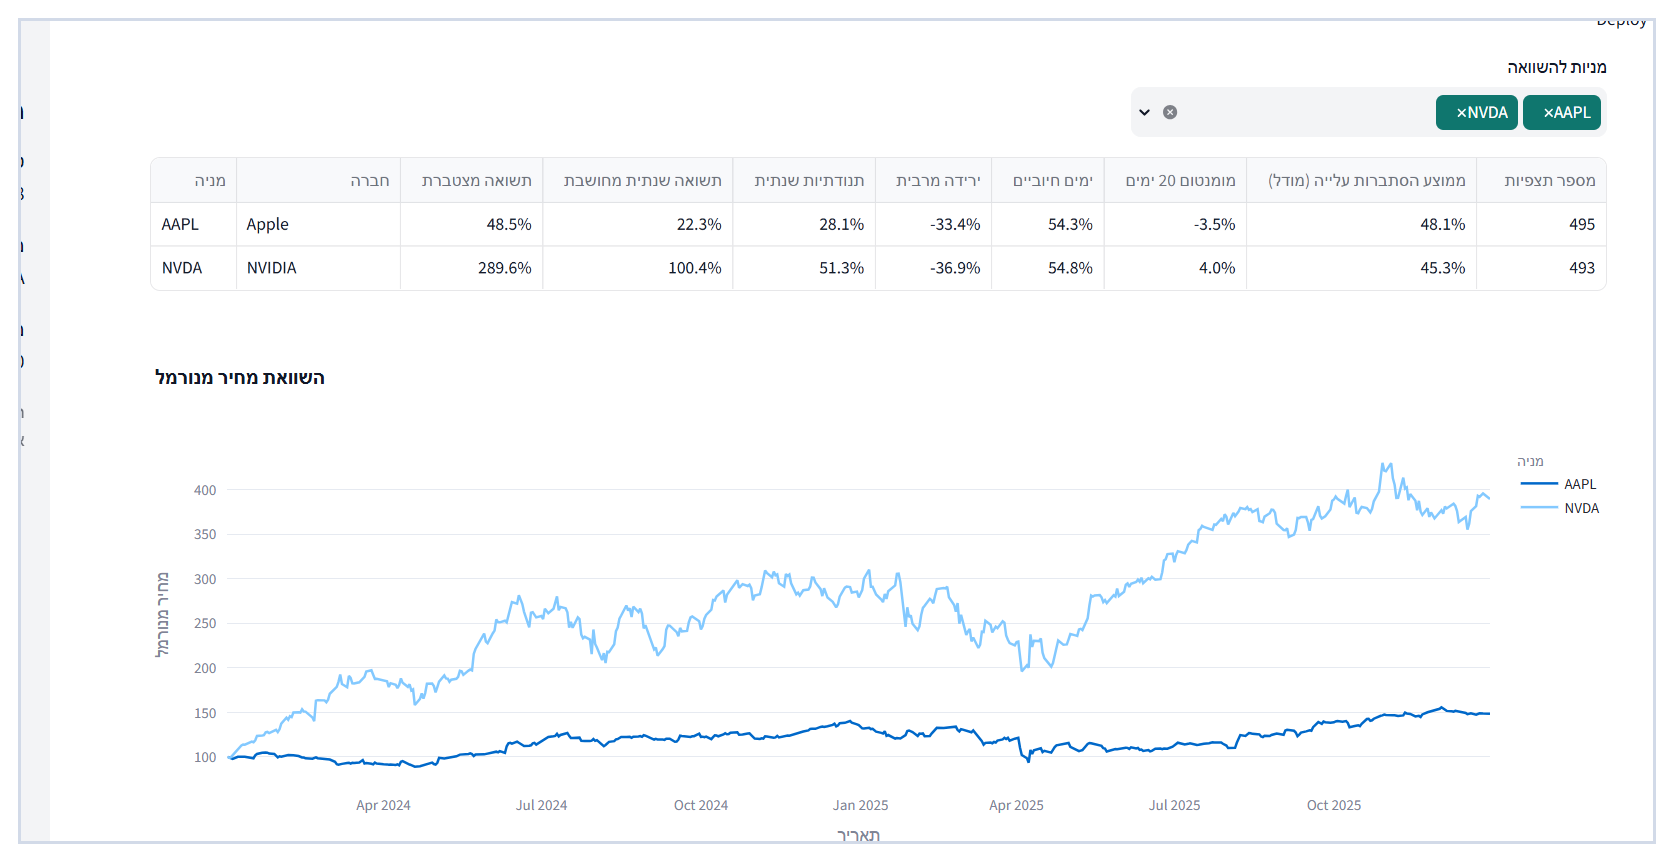 Deploy
מניות להשוואה
AAPL× NVDA×
מניה חברה תשואה מצטברת תשואה שנתית מחושבת תנודתיות שנתית ירידה מרבית ימים חיוביים מומנטום 20 ימים ממוצע הסתברות עלייה (מודל) מספר תצפיות
AAPL Apple 48.5% 22.3% 28.1% -33.4% 54.3% -3.5% 48.1% 495
NVDA NVIDIA 289.6% 100.4% 51.3% -36.9% 54.8% 4.0% 45.3% 493
השוואת מחיר מנורמל
מניה
AAPL
NVDA
400
350
300
250
200
150
100
מחיר מנורמל
Apr 2024 Jul 2024 Oct 2024 Jan 2025 Apr 2025 Jul 2025 Oct 2025
תאריך